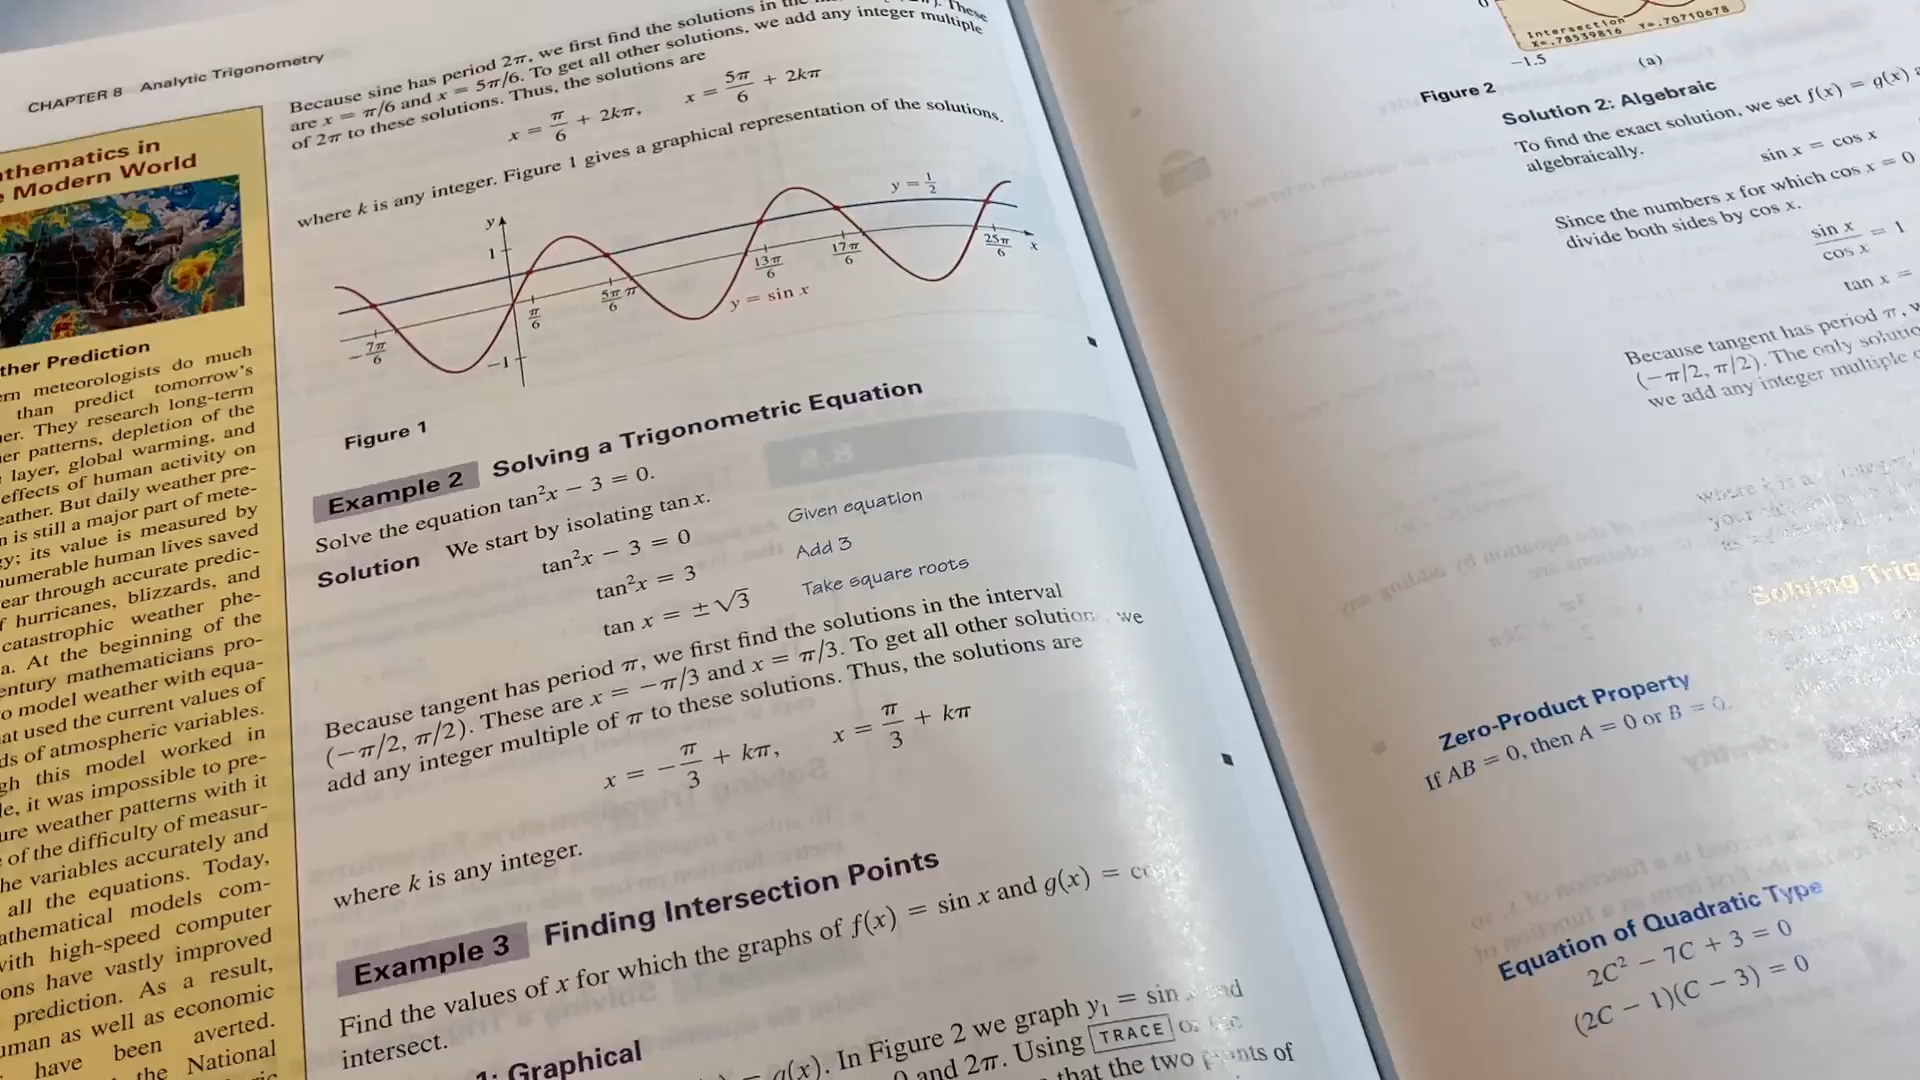 CHAPTER 8 Analytic Trigonometry
thematics in
Modern World
ther Prediction
meteorologists do much
than predict tomorrow's
They research long-term
patterns, depletion of the
layer, global warming, and
effects of human activity on
But daily weather pre-
is still a major part of mete-
its value is measured by
human lives saved
through accurate predic-
hurricanes, blizzards, and
catastrophic weather phe-
At the beginning of the
mathematicians pro-
model weather with equa-
used the current values of
of atmospheric variables.
this model worked in
it was impossible to pre-
weather patterns with it
of the difficulty of measur-
variables accurately and
all the equations. Today,
mathematical models com-
with high-speed computer
have vastly improved
prediction. As a result,
as well as economic
have been averted.
the National
Because sine has period 2π, we first find the solutions in
These
are x = π/6 and x = 5π/6. To get all other solutions, we add any integer multiple
of 2π to these solutions. Thus, the solutions are
x = π/6 + 2kπ, x = 5π/6 + 2kπ
where k is any integer. Figure 1 gives a graphical representation of the solutions.
y
1
−1
y = 1/2
−7π/6
π/6
5π/6
π
13π/6
17π/6
25π/6
x
y = sin x
Figure 1
Example 2 Solving a Trigonometric Equation
Solve the equation tan²x − 3 = 0.
Solution We start by isolating tan x.
tan²x − 3 = 0 Given equation
tan²x = 3 Add 3
tan x = ±√3 Take square roots
Because tangent has period π, we first find the solutions in the interval
(−π/2, π/2). These are x = −π/3 and x = π/3. To get all other solution we
add any integer multiple of π to these solutions. Thus, the solutions are
x = −π/3 + kπ, x = π/3 + kπ
where k is any integer.
Example 3 Finding Intersection Points
Find the values of x for which the graphs of f(x) = sin x and g(x) =
intersect.
1: Graphical
g(x). In Figure 2 we graph y₁ = sin
and 2π. Using TRACE
that the two
of
0
Intersection
X=.78539816 Y=.70710678
−1.5
(a)
Figure 2
Solution 2: Algebraic
To find the exact solution, we set f(x) = g(x)
algebraically.
sin x = cos x
Since the numbers x for which cos x = 0
divide both sides by cos x.
sin x/cos x = 1
tan x =
Because tangent has period π,
(−π/2, π/2). The only
we add any integer multiple
Solving
Zero-Product Property
If AB = 0, then A = 0 or B = 0.
Equation of Quadratic Type
2C² − 7C + 3 = 0
(2C − 1)(C − 3) = 0